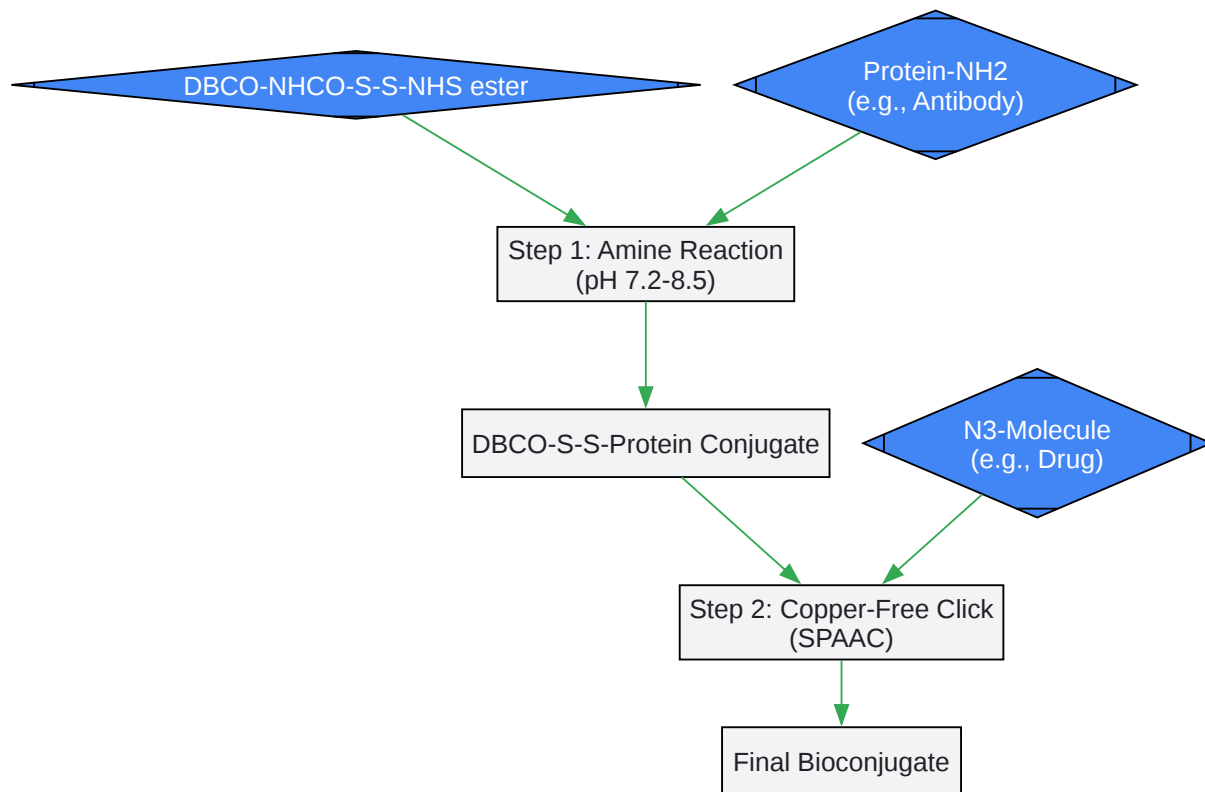 DBCO-NHCO-S-S-NHS ester
Protein-NH2
(e.g., Antibody)
Step 1: Amine Reaction
(pH 7.2-8.5)
DBCO-S-S-Protein Conjugate
N3-Molecule
(e.g., Drug)
Step 2: Copper-Free Click
(SPAAC)
Final Bioconjugate